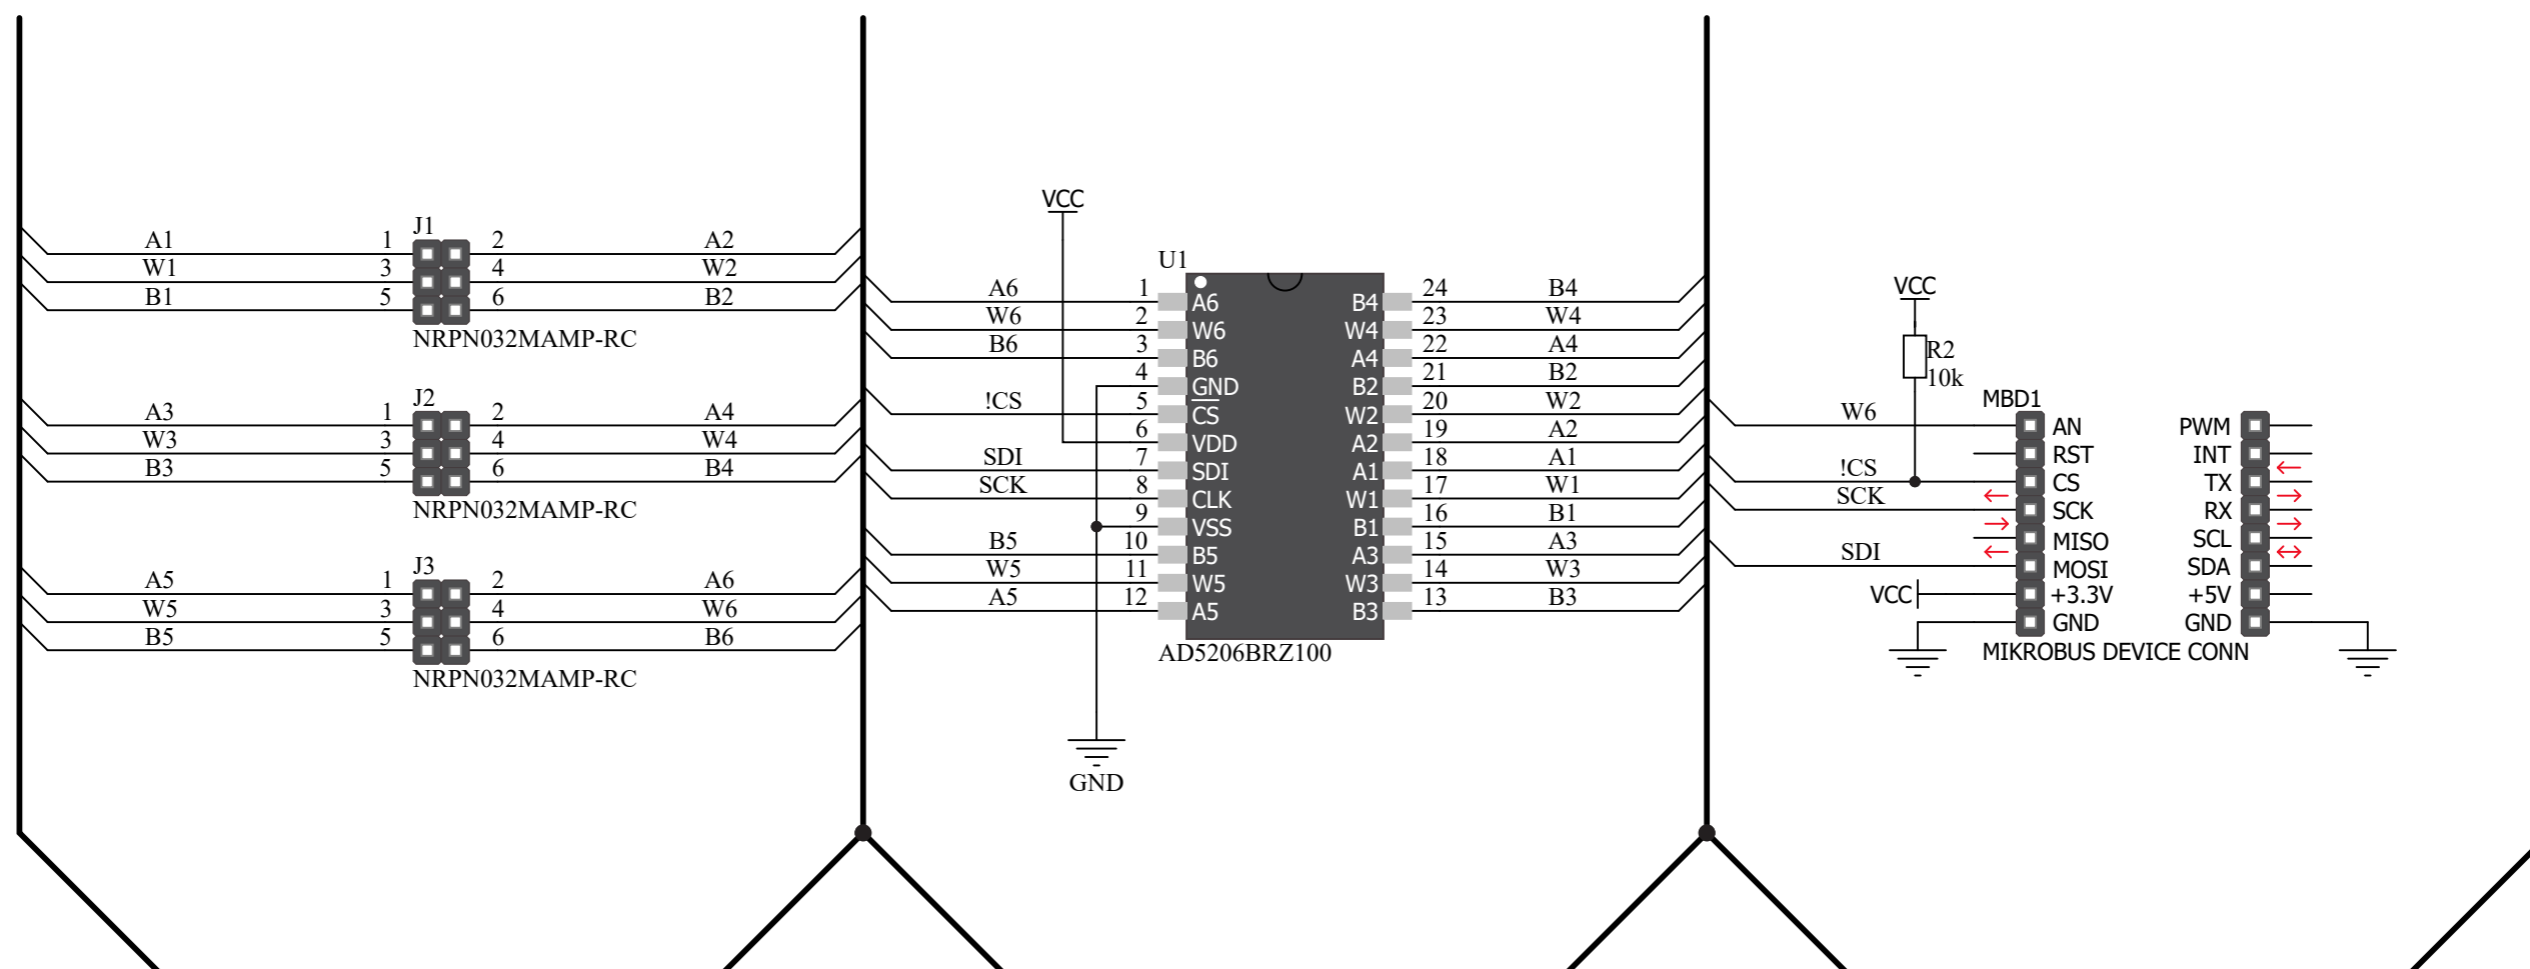 J1
A1 1 2 A2
W1 3 4 W2
B1 5 6 B2
NRPN032MAMP-RC
J2
A3 1 2 A4
W3 3 4 W4
B3 5 6 B4
NRPN032MAMP-RC
J3
A5 1 2 A6
W5 3 4 W6
B5 5 6 B6
NRPN032MAMP-RC
VCC
U1
A6 1 A6 B4 24 B4
W6 2 W6 W4 23 W4
B6 3 B6 A4 22 A4
4 GND B2 21 B2
!CS 5 CS W2 20 W2
6 VDD A2 19 A2
SDI 7 SDI A1 18 A1
SCK 8 CLK W1 17 W1
9 VSS B1 16 B1
B5 10 B5 A3 15 A3
W5 11 W5 W3 14 W3
A5 12 A5 B3 13 B3
AD5206BRZ100
GND
VCC
R2
10k
MBD1
W6 AN PWM
RST INT
!CS CS TX
SCK SCK RX
MISO SCL
SDI MOSI SDA
VCC +3.3V +5V
GND GND
MIKROBUS DEVICE CONN